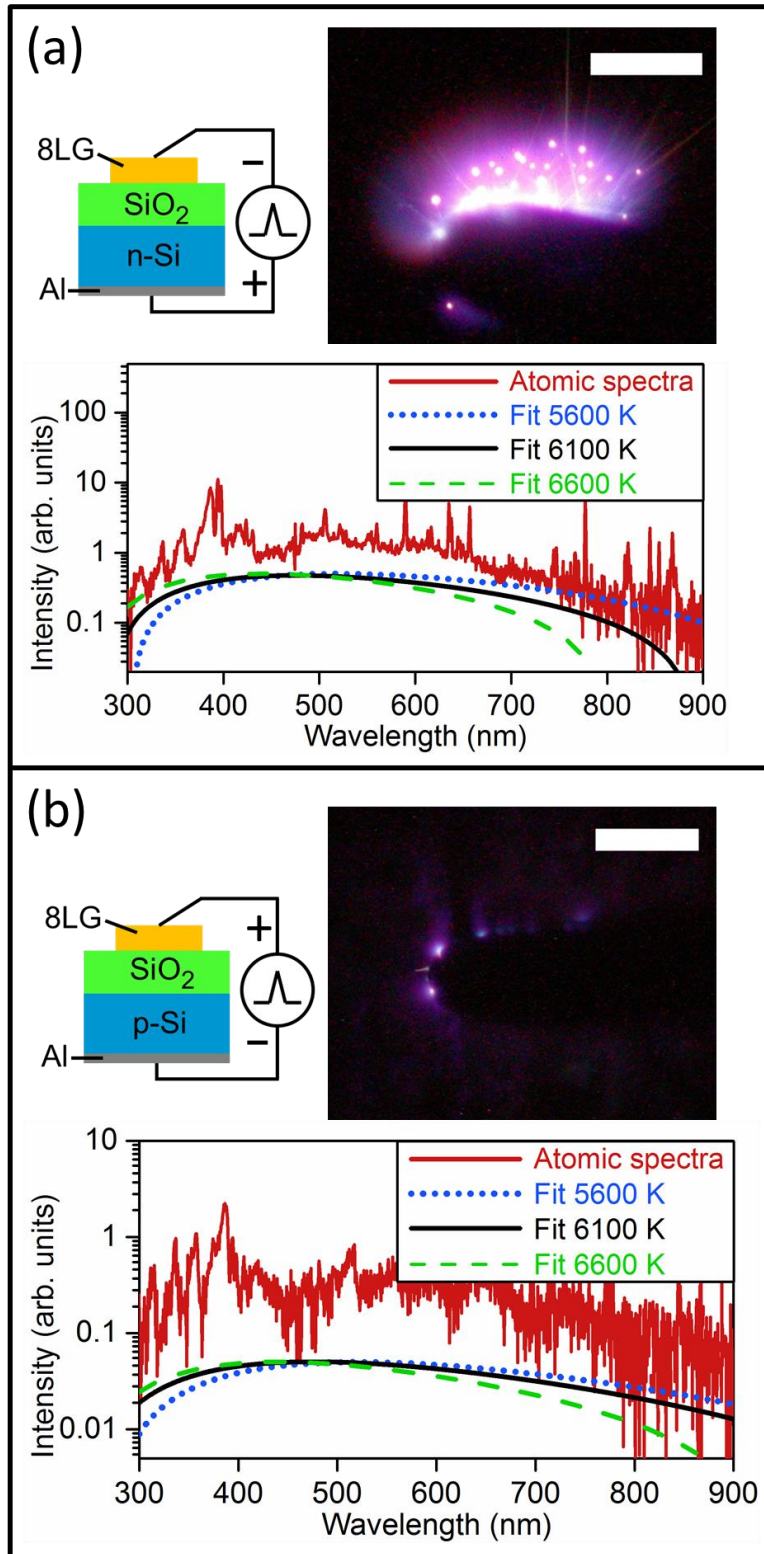 (a)
8LG
SiO2
n-Si
Al
−
+
Atomic spectra
Fit 5600 K
Fit 6100 K
Fit 6600 K
100
10
1
0.1
Intensity (arb. units)
300 400 500 600 700 800 900
Wavelength (nm)
(b)
8LG
SiO2
p-Si
Al
+
−
Atomic spectra
Fit 5600 K
Fit 6100 K
Fit 6600 K
10
1
0.1
0.01
Intensity (arb. units)
300 400 500 600 700 800 900
Wavelength (nm)